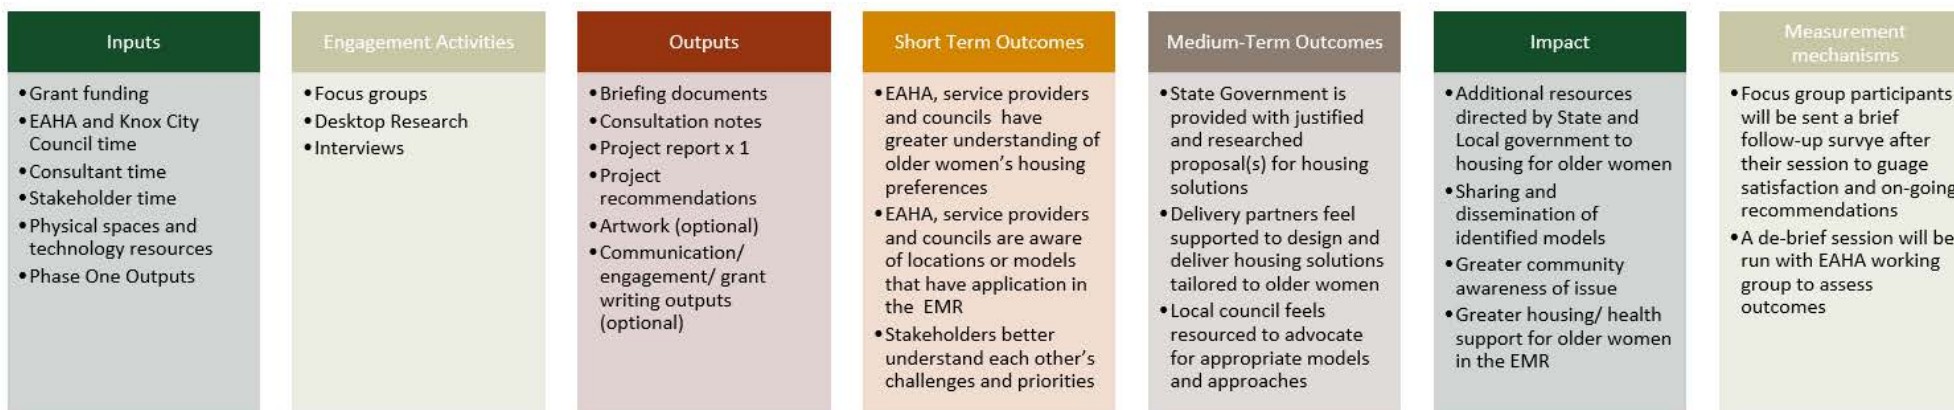 Inputs
• Grant funding
• EAHA and Knox City
Council time
• Consultant time
• Stakeholder time
• Physical spaces and
technology resources
• Phase One Outputs
Engagement Activities
• Focus groups
• Desktop Research
• Interviews
Outputs
• Briefing documents
• Consultation notes
• Project report x 1
• Project
recommendations
• Artwork (optional)
• Communication/
engagement/ grant
writing outputs
(optional)
Short Term Outcomes
• EAHA, service providers
and councils have
greater understanding of
older women's housing
preferences
• EAHA, service providers
and councils are aware
of locations or models
that have application in
the EMR
• Stakeholders better
understand each other's
challenges and priorities
Medium-Term Outcomes
• State Government is
provided with justified
and researched
proposal(s) for housing
solutions
• Delivery partners feel
supported to design and
deliver housing solutions
tailored to older women
• Local council feels
resourced to advocate
for appropriate models
and approaches
Impact
• Additional resources
directed by State and
Local government to
housing for older women
• Sharing and
dissemination of
identified models
• Greater community
awareness of issue
• Greater housing/ health
support for older women
in the EMR
Measurement
mechanisms
• Focus group participants
will be sent a brief
follow-up survye after
their session to guage
satisfaction and on-going
recommendations
• A de-brief session will be
run with EAHA working
group to assess
outcomes